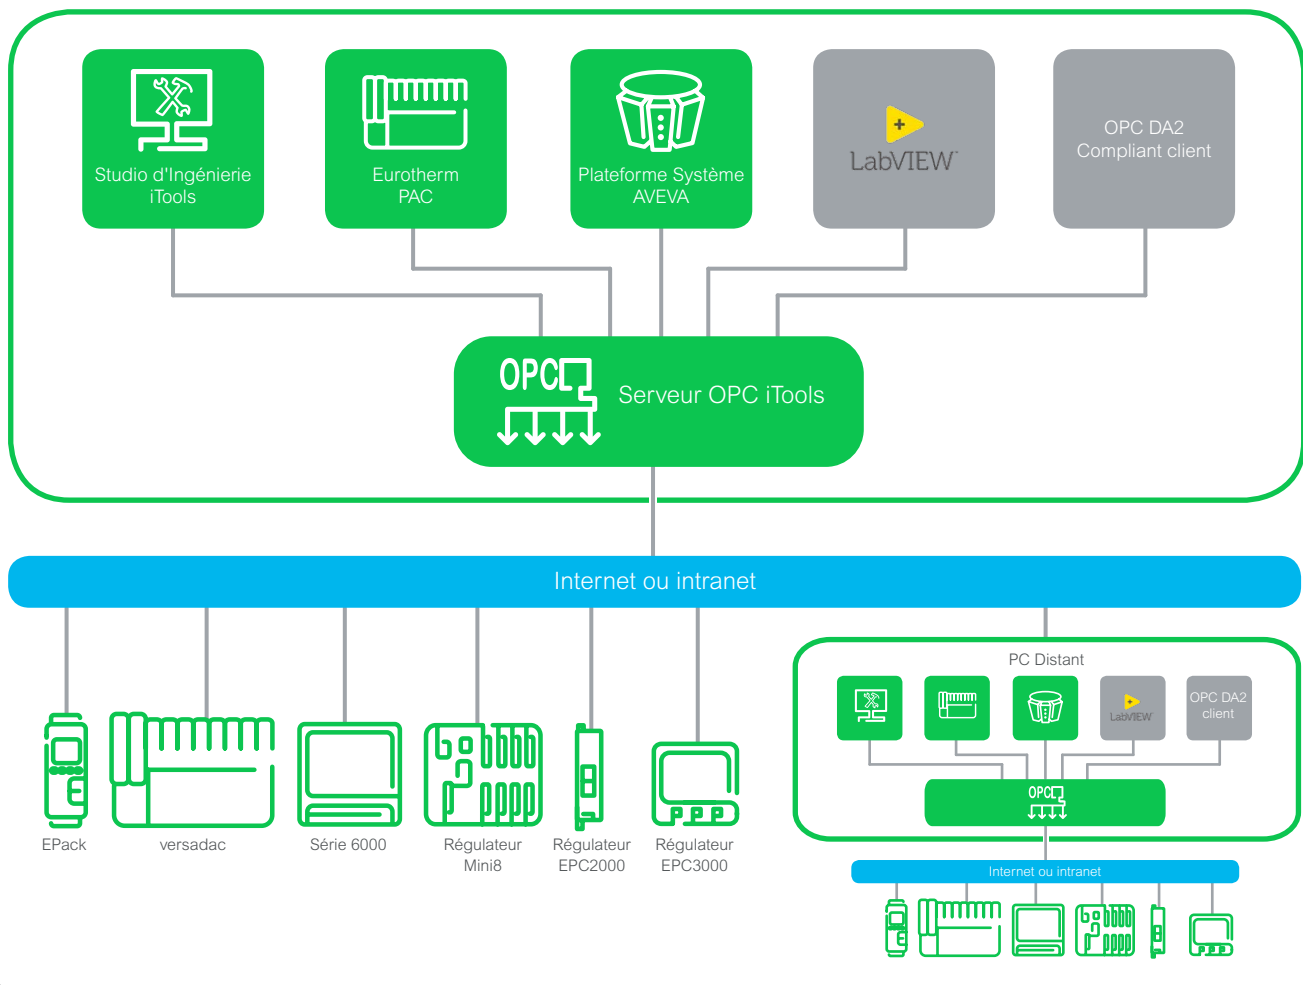 Studio d'Ingénierie
iTools
Eurotherm
PAC
Plateforme Système
AVEVA
LabVIEW™
OPC DA2
Compliant client
OPC
Serveur OPC iTools
Internet ou intranet
EPack
versadac
Série 6000
Régulateur
Mini8
Régulateur
EPC2000
Régulateur
EPC3000
PC Distant
LabVIEW™
OPC DA2
client
OPC
Internet ou intranet